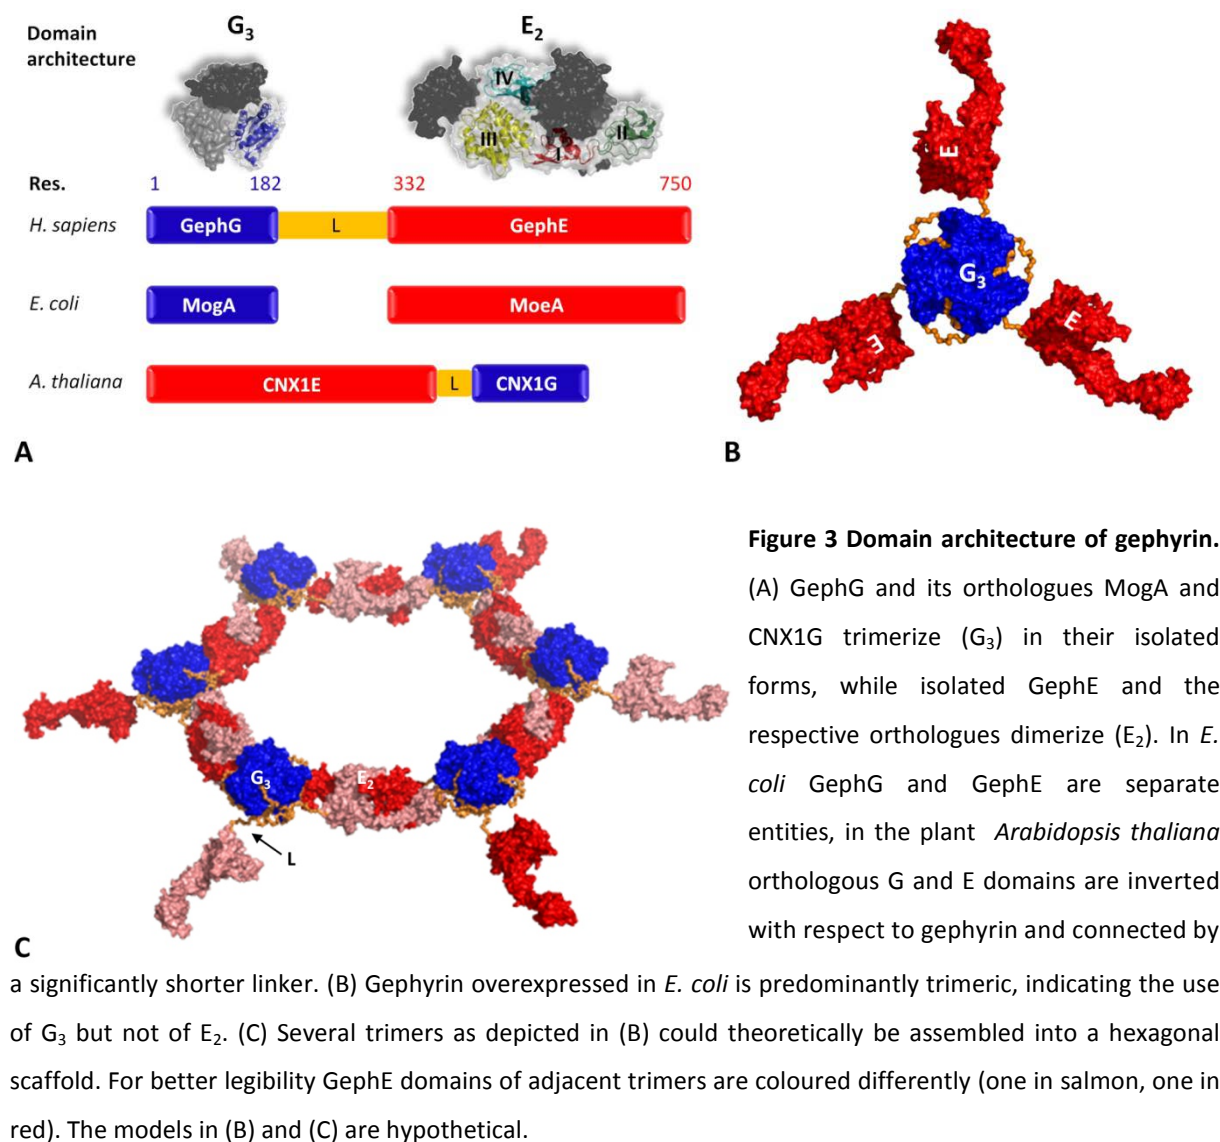 Domain
architecture
G3
E2
IV
III
I
II
Res.
1
182
332
750
H. sapiens
GephG
L
GephE
E. coli
MogA
MoeA
A. thaliana
CNX1E
L
CNX1G
A
E
G3
E
E
B
G3
E2
L
C
Figure 3 Domain architecture of gephyrin.
(A) GephG and its orthologues MogA and
CNX1G trimerize (G3) in their isolated
forms, while isolated GephE and the
respective orthologues dimerize (E2). In E.
coli GephG and GephE are separate
entities, in the plant Arabidopsis thaliana
orthologous G and E domains are inverted
with respect to gephyrin and connected by
a significantly shorter linker. (B) Gephyrin overexpressed in E. coli is predominantly trimeric, indicating the use
of G3 but not of E2. (C) Several trimers as depicted in (B) could theoretically be assembled into a hexagonal
scaffold. For better legibility GephE domains of adjacent trimers are coloured differently (one in salmon, one in
red). The models in (B) and (C) are hypothetical.